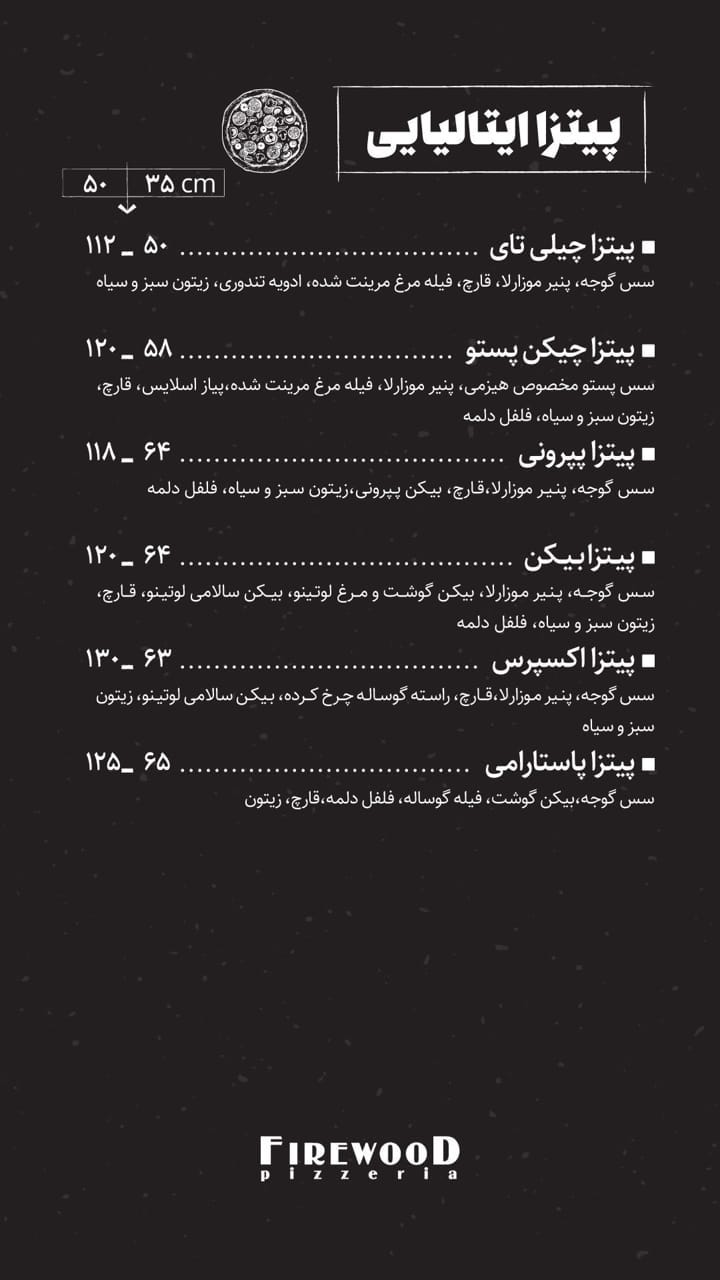 پیتزا ایتالیایی
۳۵ cm
۵۰
پیتزا چیلی تای .................................... ۵۰ _ ۱۱۲
سس گوجه، پنیر موزارلا، قارچ، فیله مرغ مرینت شده، ادویه تندوری، زیتون سبز و سیاه
پیتزا چیکن پستو ................................. ۵۸ _ ۱۲۰
سس پستو مخصوص هیزمی، پنیر موزارلا، فیله مرغ مرینت شده،پیاز اسلایس، قارچ،
زیتون سبز و سیاه، فلفل دلمه
پیتزا پپرونی ....................................... ۶۴ _ ۱۱۸
سس گوجه، پنیر موزارلا،قارچ، بیکن پپرونی،زیتون سبز و سیاه، فلفل دلمه
پیتزا بیکن ........................................ ۶۴ _ ۱۲۰
سس گوجه، پنیر موزارلا، بیکن گوشت و مرغ لوتینو، بیکن سالامی لوتینو، قارچ،
زیتون سبز و سیاه، فلفل دلمه
پیتزا اکسپرس .................................... ۶۳ _ ۱۳۰
سس گوجه، پنیر موزارلا،قارچ، راسته گوساله چرخ کرده، بیکن سالامی لوتینو، زیتون
سبز و سیاه
پیتزا پاستارامی ................................... ۶۵ _ ۱۲۵
سس گوجه،بیکن گوشت، فیله گوساله، فلفل دلمه،قارچ، زیتون
FIREWOOD
pizzeria